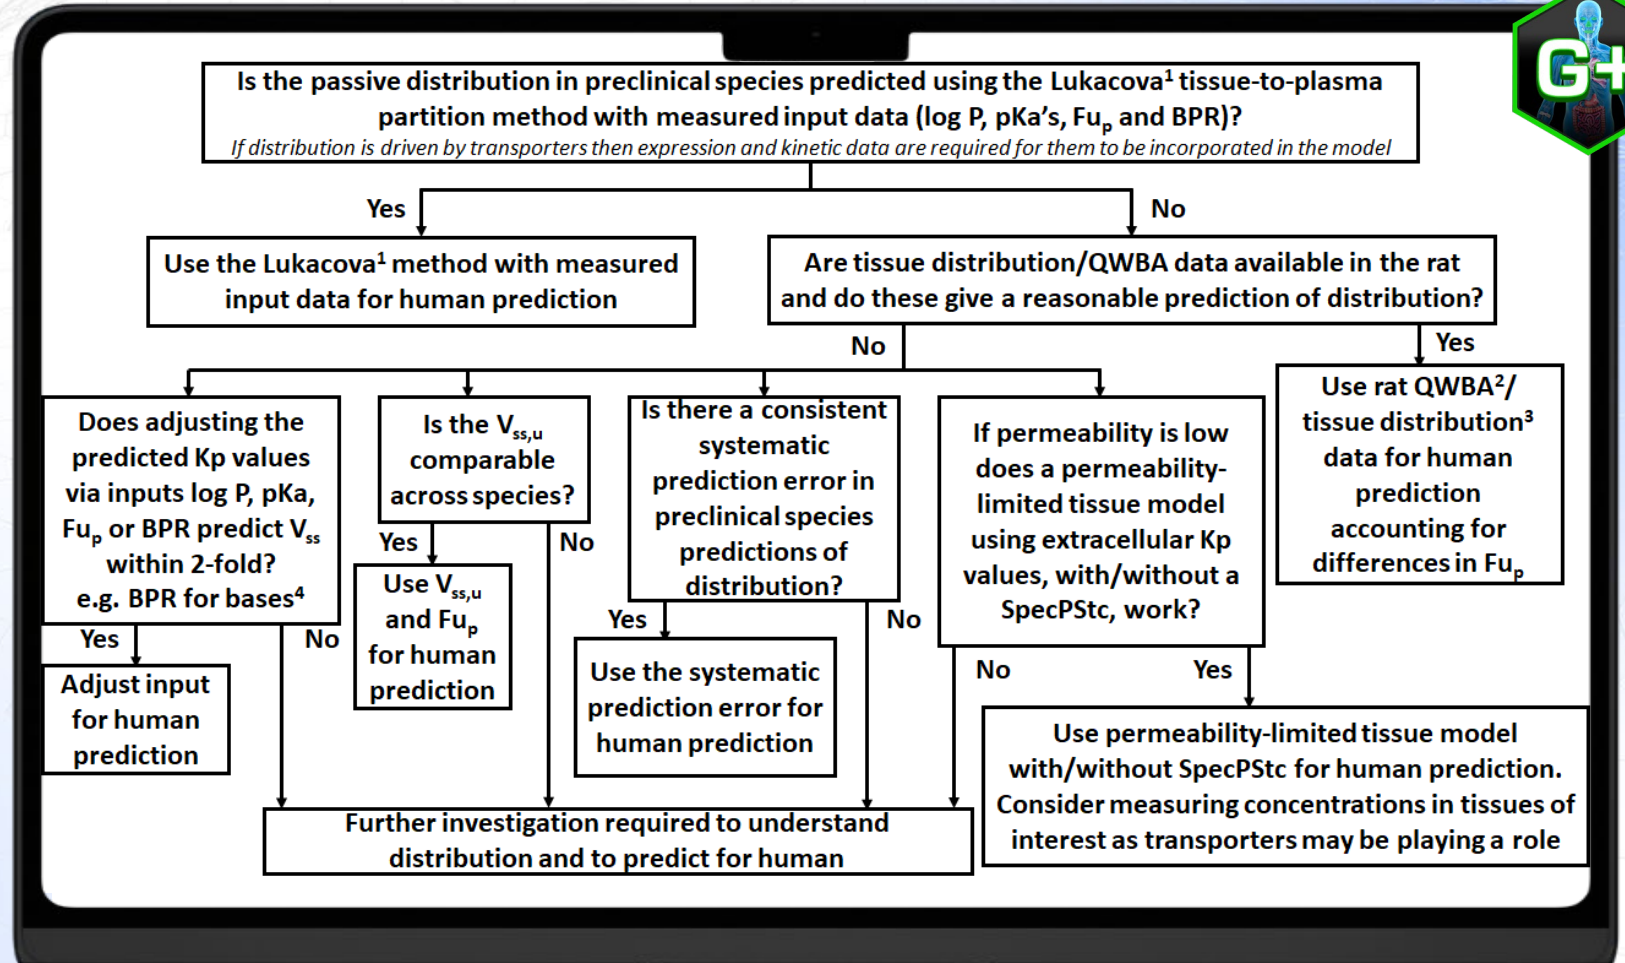 G+
Is the passive distribution in preclinical species predicted using the Lukacova¹ tissue-to-plasma
partition method with measured input data (log P, pKa’s, Fuₚ and BPR)?
If distribution is driven by transporters then expression and kinetic data are required for them to be incorporated in the model
Yes
No
Use the Lukacova¹ method with measured
input data for human prediction
Are tissue distribution/QWBA data available in the rat
and do these give a reasonable prediction of distribution?
No
Yes
Does adjusting the
predicted Kp values
via inputs log P, pKa,
Fuₚ or BPR predict Vₛₛ
within 2-fold?
e.g. BPR for bases⁴
Yes
No
Adjust input
for human
prediction
Is the Vₛₛ,ᵤ
comparable
across species?
Yes
No
Use Vₛₛ,ᵤ
and Fuₚ
for human
prediction
Is there a consistent
systematic
prediction error in
preclinical species
predictions of
distribution?
Yes
No
Use the systematic
prediction error for
human prediction
If permeability is low
does a permeability-
limited tissue model
using extracellular Kp
values, with/without a
SpecPStc, work?
No
Yes
Use rat QWBA²/
tissue distribution³
data for human
prediction
accounting for
differences in Fuₚ
Use permeability-limited tissue model
with/without SpecPStc for human prediction.
Consider measuring concentrations in tissues of
interest as transporters may be playing a role
Further investigation required to understand
distribution and to predict for human